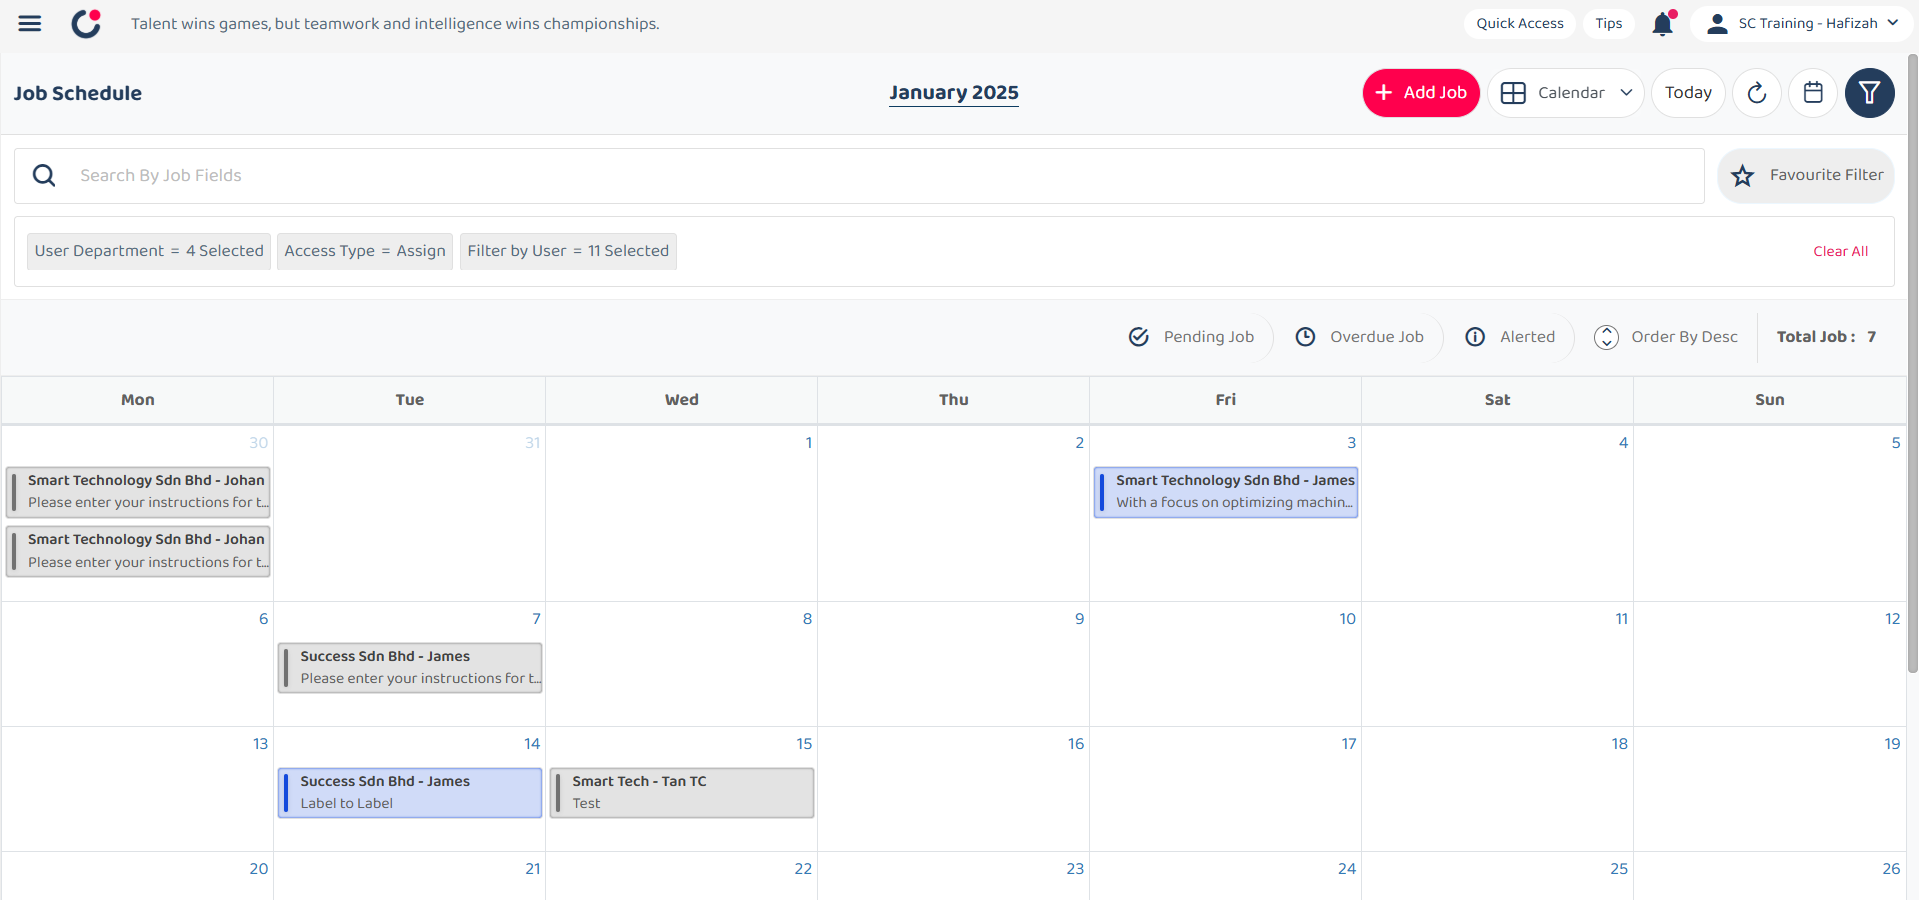 Talent wins games, but teamwork and intelligence wins championships.
Quick Access
Tips
SC Training - Hafizah
Job Schedule
January 2025
+ Add Job
Calendar
Today
Search By Job Fields
Favourite Filter
User Department = 4 Selected
Access Type = Assign
Filter by User = 11 Selected
Clear All
Pending Job
Overdue Job
Alerted
Order By Desc
Total Job : 7
Mon Tue Wed Thu Fri Sat Sun
30 31 1 2 3 4 5
Smart Technology Sdn Bhd - Johan
Please enter your instructions for t...
Smart Technology Sdn Bhd - Johan
Please enter your instructions for t...
Smart Technology Sdn Bhd - James
With a focus on optimizing machin...
6 7 8 9 10 11 12
Success Sdn Bhd - James
Please enter your instructions for t...
13 14 15 16 17 18 19
Success Sdn Bhd - James
Label to Label
Smart Tech - Tan TC
Test
20 21 22 23 24 25 26